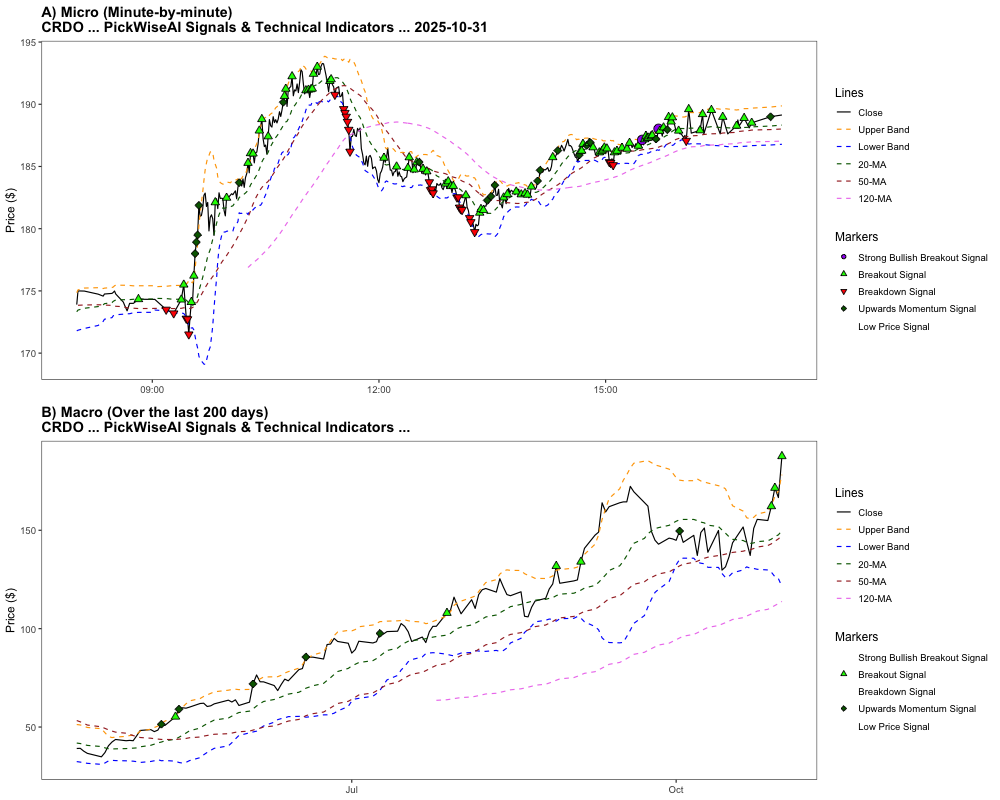 A) Micro (Minute-by-minute)
CRDO ... PickWiseAI Signals & Technical Indicators ... 2025-10-31
195
190
185
180
175
170
Price ($)
09:00
12:00
15:00
Lines
Close
Upper Band
Lower Band
20-MA
50-MA
120-MA
Markers
Strong Bullish Breakout Signal
Breakout Signal
Breakdown Signal
Upwards Momentum Signal
Low Price Signal
B) Macro (Over the last 200 days)
CRDO ... PickWiseAI Signals & Technical Indicators ...
150
100
50
Price ($)
Jul
Oct
Lines
Close
Upper Band
Lower Band
20-MA
50-MA
120-MA
Markers
Strong Bullish Breakout Signal
Breakout Signal
Breakdown Signal
Upwards Momentum Signal
Low Price Signal